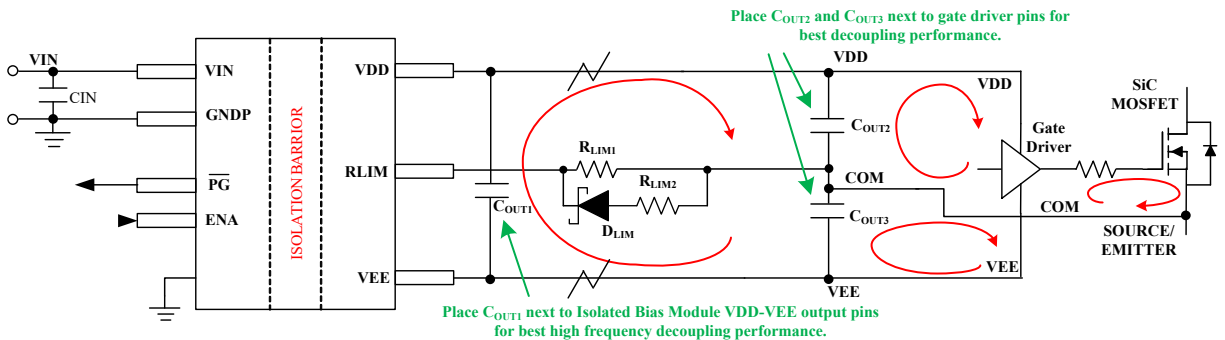 Place COUT2 and COUT3 next to gate driver pins for
best decoupling performance.
VIN
VIN
CIN
GNDP
PG
ENA
ISOLATION BARRIOR
VDD
RLIM
VEE
COUT1
RLIM1
RLIM2
DLIM
VDD
COUT2
COM
COUT3
VEE
VDD
Gate
Driver
SiC
MOSFET
COM
SOURCE/
EMITTER
VEE
Place COUT1 next to Isolated Bias Module VDD-VEE output pins
for best high frequency decoupling performance.